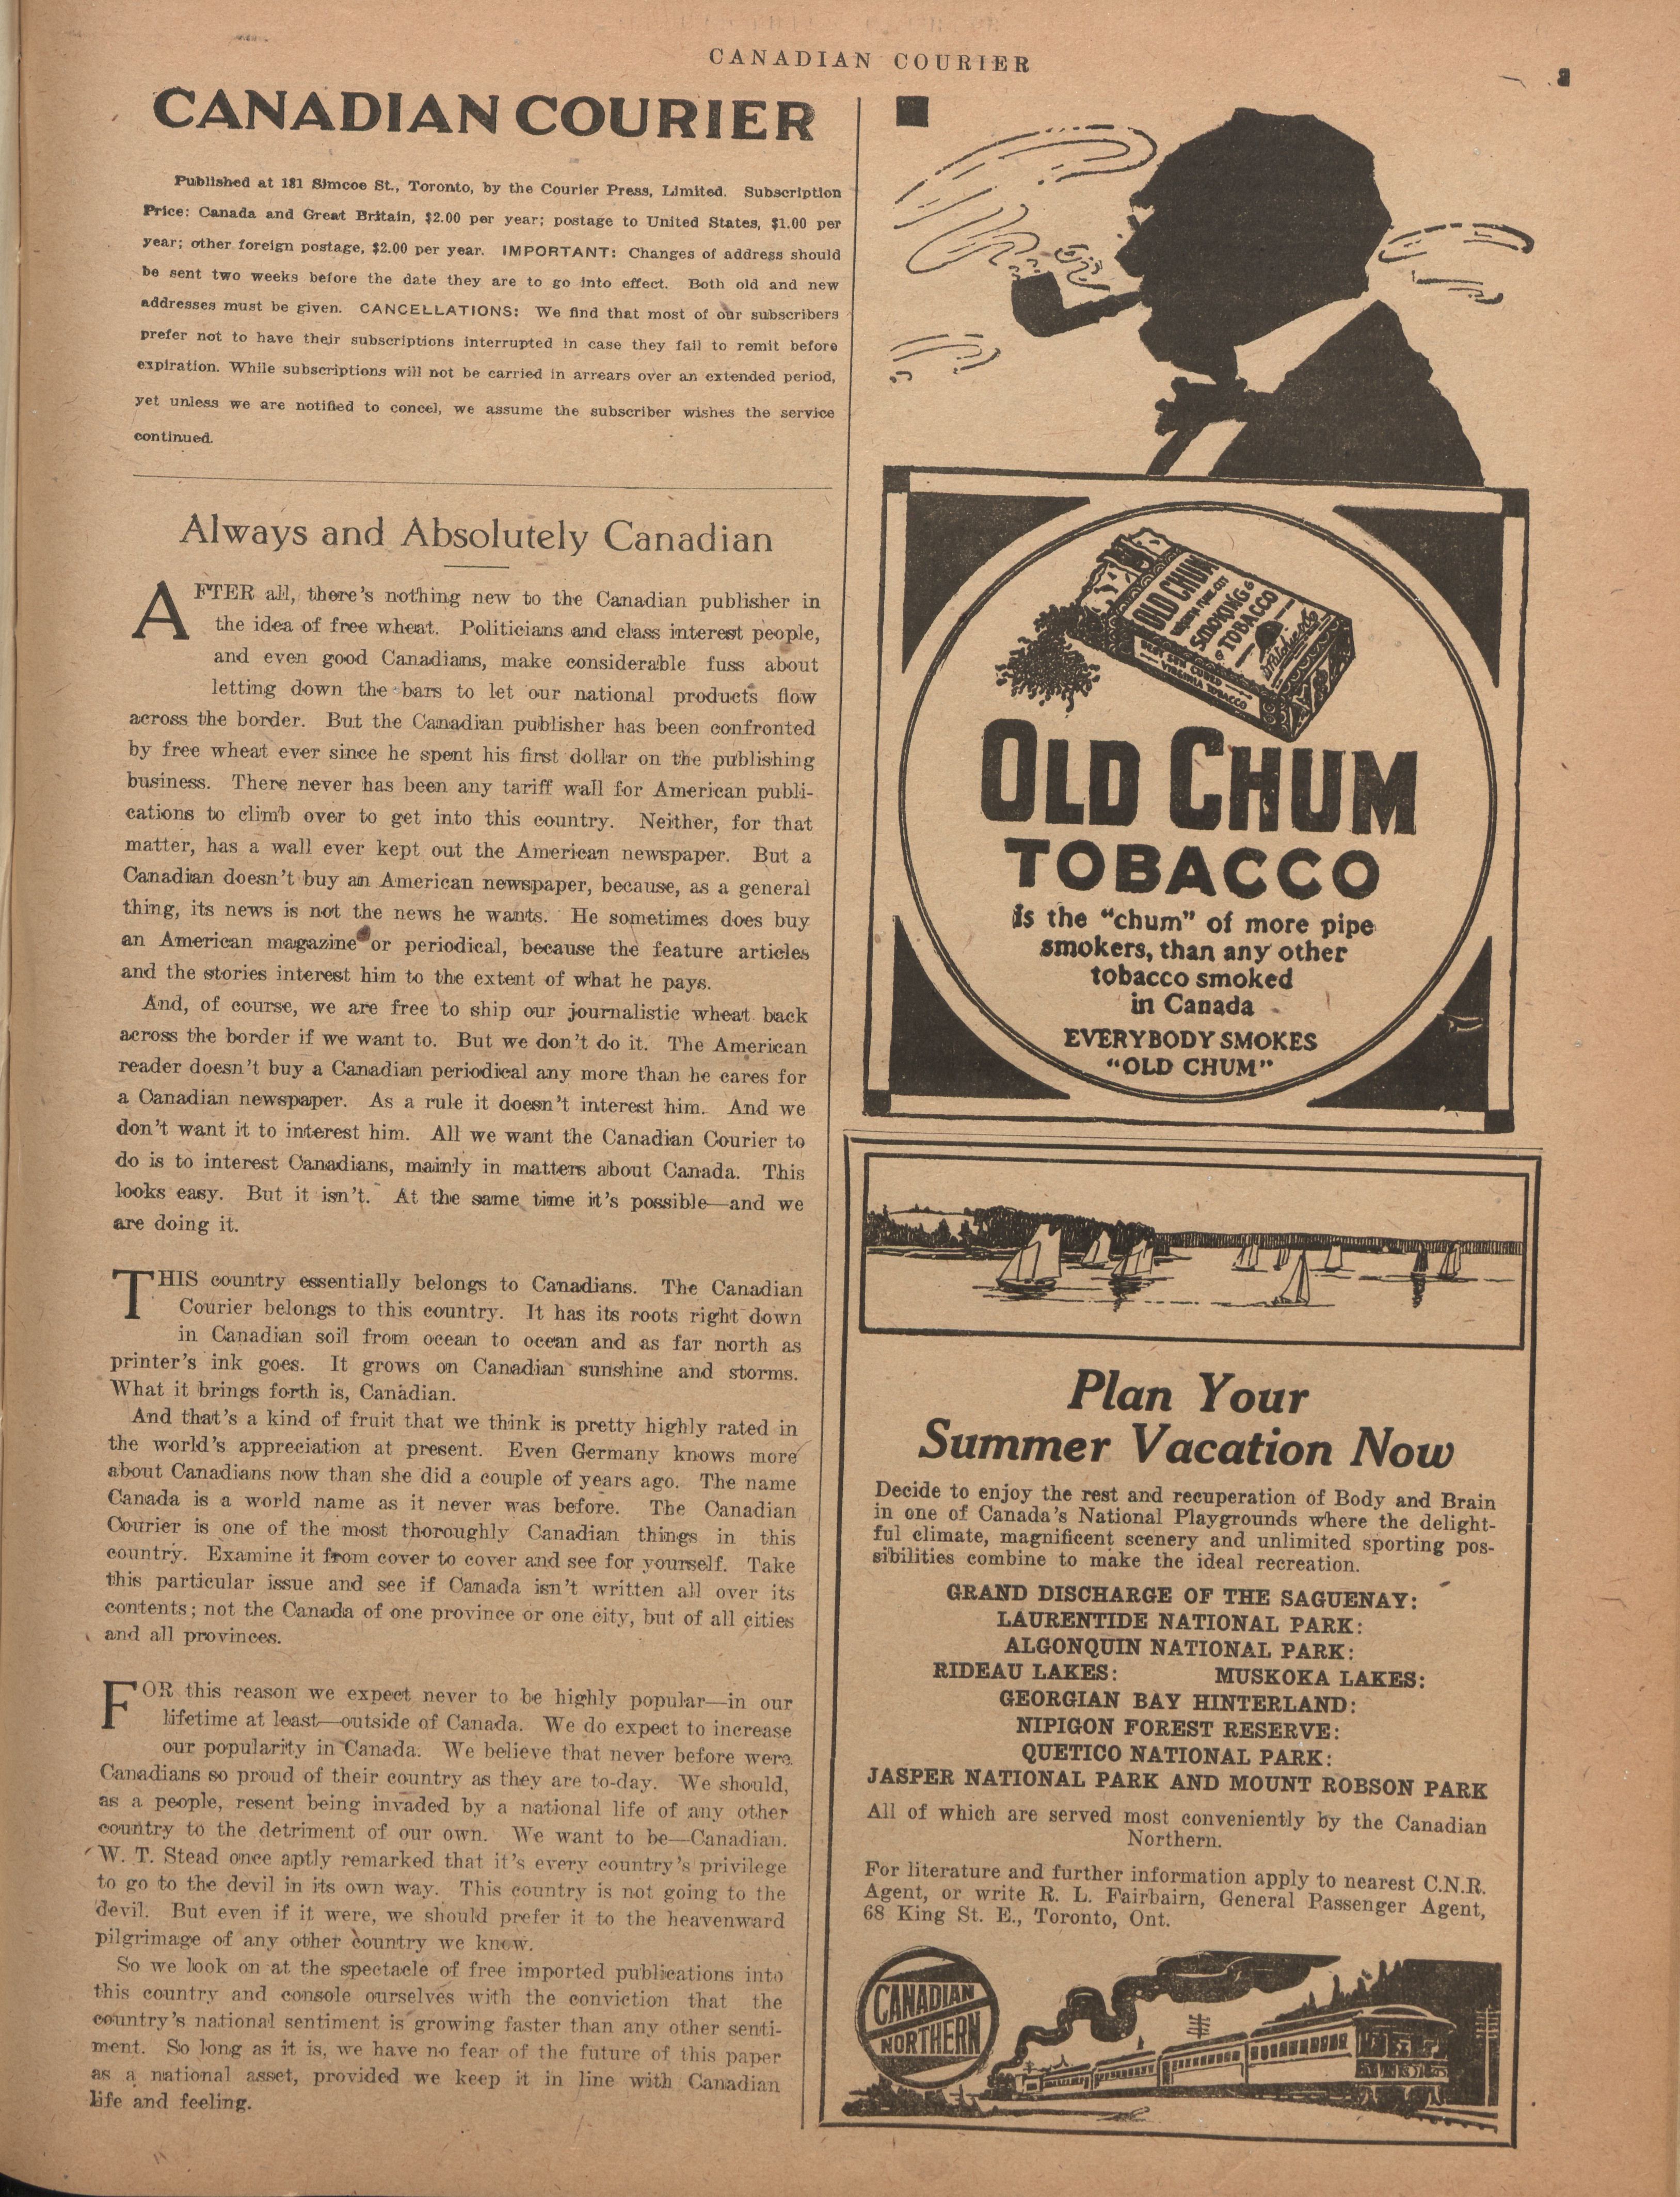 CANADIAN COURIER
3
CANADIAN COURIER
Published at 181 Simcoe St., Toronto, by the Courier Press, Limited. Subscription
Price: Canada and Great Britain, $2.00 per year; postage to United States, $1.00 per
year; other foreign postage, $2.00 per year. IMPORTANT: Changes of address should
be sent two weeks before the date they are to go into effect. Both old and new
addresses must be given. CANCELLATIONS: We find that most of our subscribers
prefer not to have their subscriptions interrupted in case they fail to remit before
expiration. While subscriptions will not be carried in arrears over an extended period,
yet unless we are notified to concel, we assume the subscriber wishes the service
continued.
Always and Absolutely Canadian
AFTER all, there's nothing new to the Canadian publisher in
the idea of free wheat. Politicians and class interest people,
and even good Canadians, make considerable fuss about
letting down the bars to let our national products flow
across the border. But the Canadian publisher has been confronted
by free wheat ever since he spent his first dollar on the publishing
business. There never has been any tariff wall for American publi-
cations to climb over to get into this country. Neither, for that
matter, has a wall ever kept out the American newspaper. But a
Canadian doesn't buy an American newspaper, because, as a general
thing, its news is not the news he wants. He sometimes does buy
an American magazine or periodical, because the feature articles
and the stories interest him to the extent of what he pays.
And, of course, we are free to ship our journalistic wheat back
across the border if we want to. But we don't do it. The American
reader doesn't buy a Canadian periodical any more than he cares for
a Canadian newspaper. As a rule it doesn't interest him. And we
don't want it to interest him. All we want the Canadian Courier to
do is to interest Canadians, mainly in matters about Canada. This
looks easy. But it isn't. At the same time it's possible—and we
are doing it.
THIS country essentially belongs to Canadians. The Canadian
Courier belongs to this country. It has its roots right down
in Canadian soil from ocean to ocean and as far north as
printer's ink goes. It grows on Canadian sunshine and storms.
What it brings forth is, Canadian.
And that's a kind of fruit that we think is pretty highly rated in
the world's appreciation at present. Even Germany knows more
about Canadians now than she did a couple of years ago. The name
Canada is a world name as it never was before. The Canadian
Courier is one of the most thoroughly Canadian things in this
country. Examine it from cover to cover and see for yourself. Take
this particular issue and see if Canada isn't written all over its
contents; not the Canada of one province or one city, but of all cities
and all provinces.
FOR this reason we expect never to be highly popular—in our
lifetime at least—outside of Canada. We do expect to increase
our popularity in Canada. We believe that never before were
Canadians so proud of their country as they are to-day. We should,
as a people, resent being invaded by a national life of any other
country to the detriment of our own. We want to be—Canadian.
W. T. Stead once aptly remarked that it's every country's privilege
to go to the devil in its own way. This country is not going to the
devil. But even if it were, we should prefer it to the heavenward
pilgrimage of any other country we know.
So we look on at the spectacle of free imported publications into
this country and console ourselves with the conviction that the
country's national sentiment is growing faster than any other senti-
ment. So long as it is, we have no fear of the future of this paper
as a national asset, provided we keep it in line with Canadian
life and feeling.
OLD CHUM
SMOKING
TOBACCO
VIRGINIA TOBACCO
OLD CHUM
TOBACCO
is the "chum" of more pipe
smokers, than any other
tobacco smoked
in Canada
EVERYBODY SMOKES
"OLD CHUM"
Plan Your
Summer Vacation Now
Decide to enjoy the rest and recuperation of Body and Brain
in one of Canada's National Playgrounds where the delight-
ful climate, magnificent scenery and unlimited sporting pos-
sibilities combine to make the ideal recreation.
GRAND DISCHARGE OF THE SAGUENAY:
LAURENTIDE NATIONAL PARK:
ALGONQUIN NATIONAL PARK:
RIDEAU LAKES: MUSKOKA LAKES:
GEORGIAN BAY HINTERLAND:
NIPIGON FOREST RESERVE:
QUETICO NATIONAL PARK:
JASPER NATIONAL PARK AND MOUNT ROBSON PARK
All of which are served most conveniently by the Canadian
Northern.
For literature and further information apply to nearest C.N.R.
Agent, or write R. L. Fairbairn, General Passenger Agent,
68 King St. E., Toronto, Ont.
CANADIAN
NORTHERN